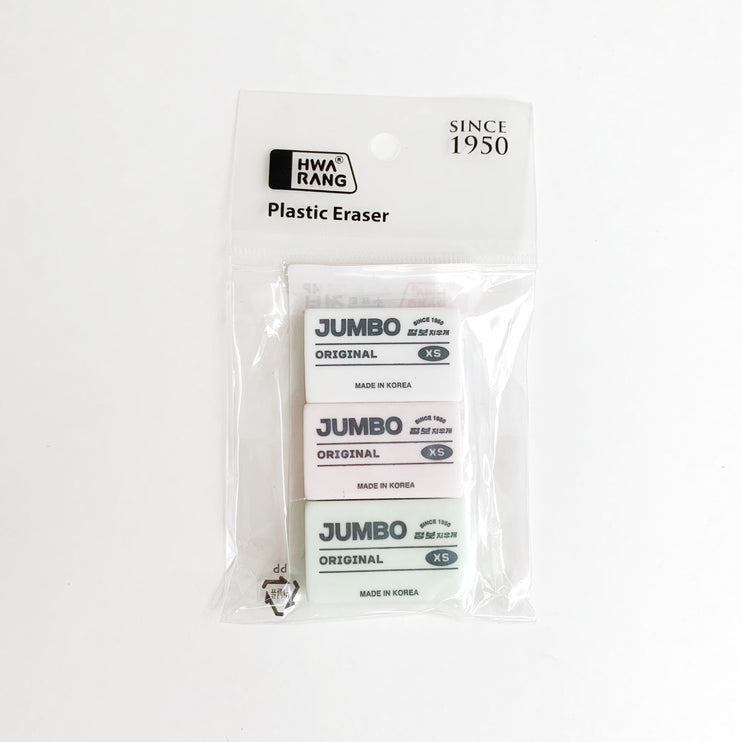 SINCE
1950
HWA®
RANG
Plastic Eraser
JUMBO
SINCE 1950
점보지우개
ORIGINAL
XS
MADE IN KOREA
JUMBO
SINCE 1950
점보지우개
ORIGINAL
XS
MADE IN KOREA
JUMBO
SINCE 1950
점보지우개
ORIGINAL
XS
MADE IN KOREA
PP